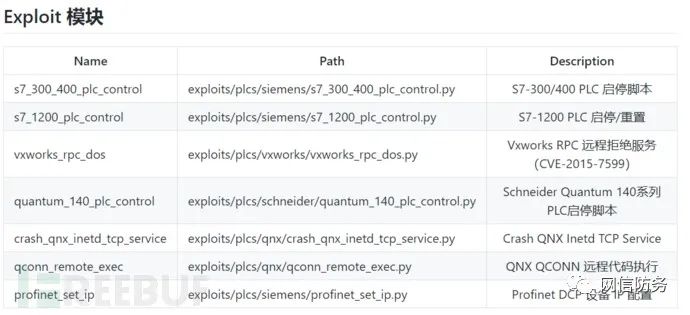 Exploit 模块
Name Path Description
s7_300_400_plc_control exploits/plcs/siemens/s7_300_400_plc_control.py S7-300/400 PLC 启停脚本
s7_1200_plc_control exploits/plcs/siemens/s7_1200_plc_control.py S7-1200 PLC 启停/重置
vxworks_rpc_dos exploits/plcs/vxworks/vxworks_rpc_dos.py Vxworks RPC 远程拒绝服务
(CVE-2015-7599)
quantum_140_plc_control exploits/plcs/schneider/quantum_140_plc_control.py Schneider Quantum 140系列
PLC启停脚本
crash_qnx_inetd_tcp_service exploits/plcs/qnx/crash_qnx_inetd_tcp_service.py Crash QNX Inetd TCP Service
qconn_remote_exec exploits/plcs/qnx/qconn_remote_exec.py QNX QCONN 远程代码执行
profinet_set_ip exploits/plcs/siemens/profinet_set_ip.py Profinet DCP 设备 IP 配置
REEBUF
网信防务